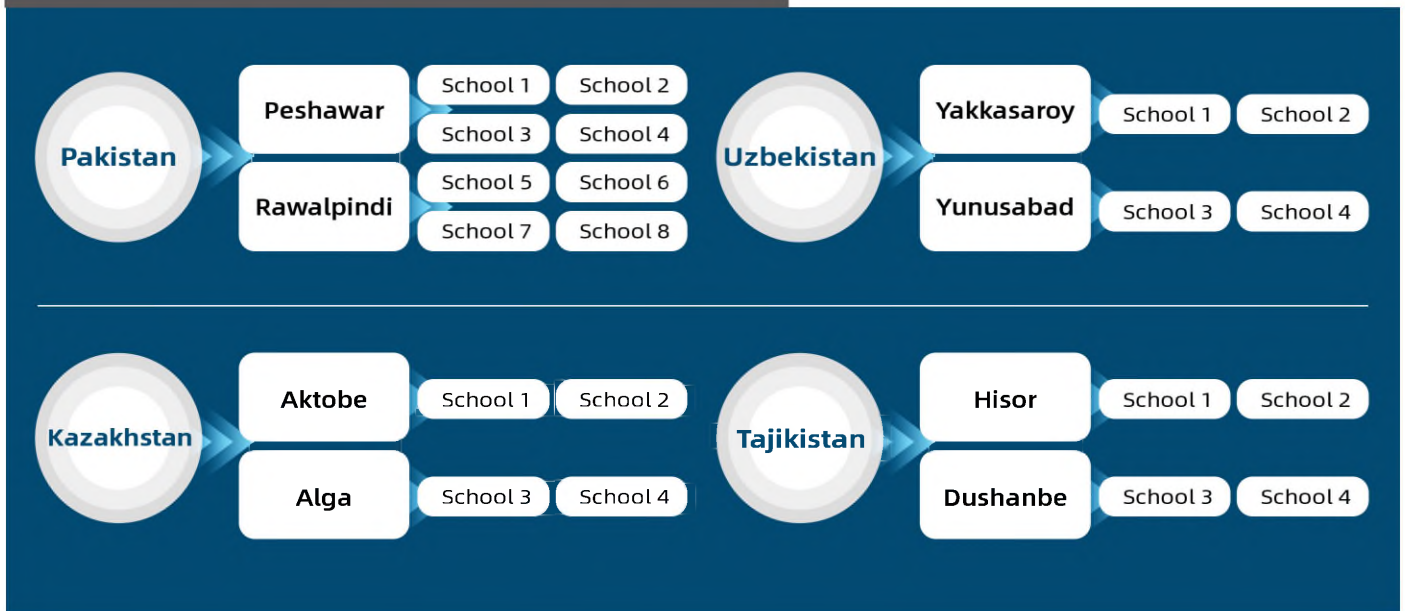 Pakistan
Peshawar
School 1
School 2
School 3
School 4
Rawalpindi
School 5
School 6
School 7
School 8
Uzbekistan
Yakkasaroy
School 1
School 2
Yunusabad
School 3
School 4
Kazakhstan
Aktobe
School 1
School 2
Alga
School 3
School 4
Tajikistan
Hisor
School 1
School 2
Dushanbe
School 3
School 4